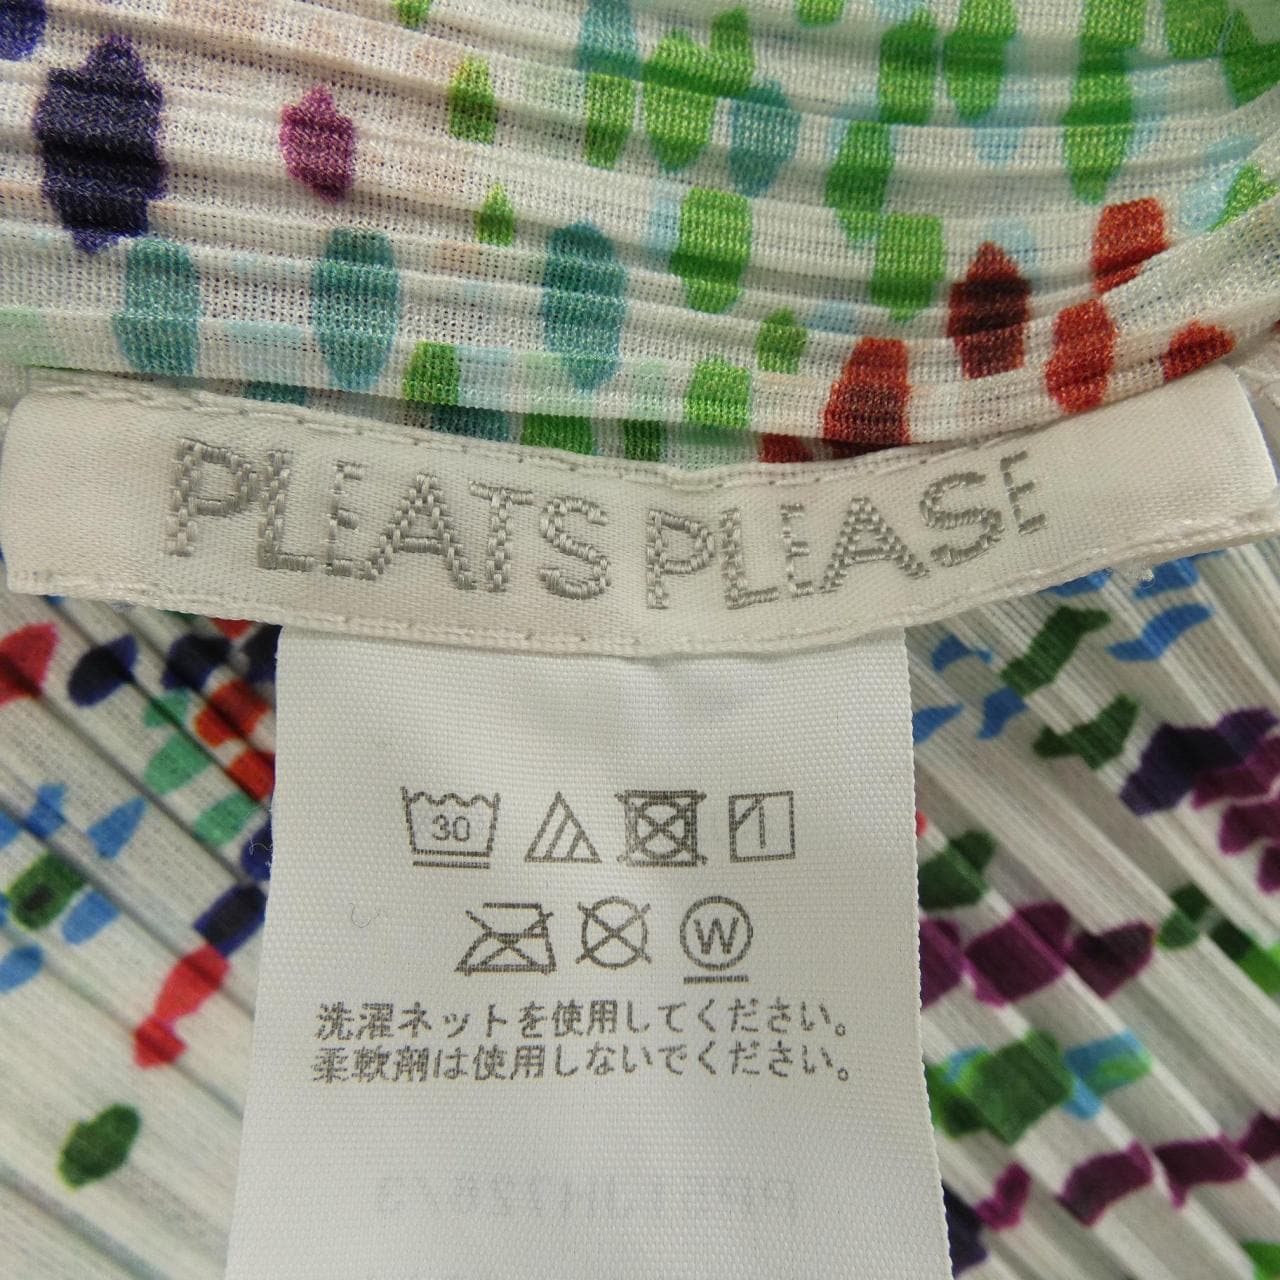 PLEATS PLEASE
30
W
洗濯ネットを使用してください。
柔軟剤は使用しないでください。